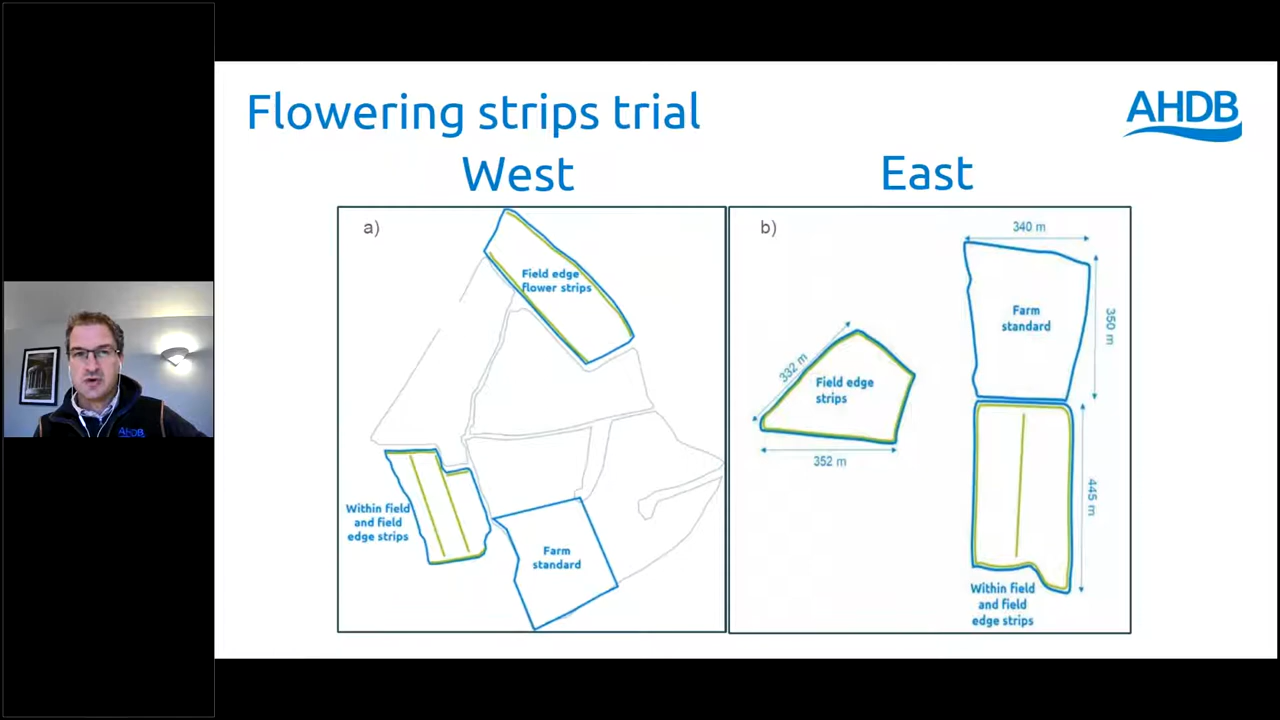 Flowering strips trial
AHDB
West
East
a)
Field edge
flower strips
Within field
and field
edge strips
Farm
standard
b)
340 m
Farm
standard
350 m
332 m
Field edge
strips
352 m
445 m
Within field
and field
edge strips
AHDB